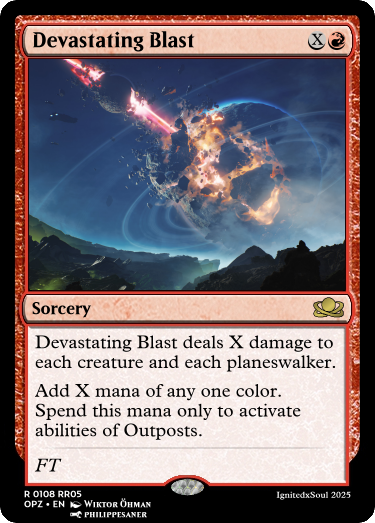 Devastating Blast X
Sorcery
Devastating Blast deals X damage to
each creature and each planeswalker.
Add X mana of any one color.
Spend this mana only to activate
abilities of Outposts.
FT
R 0108 RR05
OPZ • EN WIKTOR ÖHMAN
PHILIPPESANER
IgnitedxSoul 2025